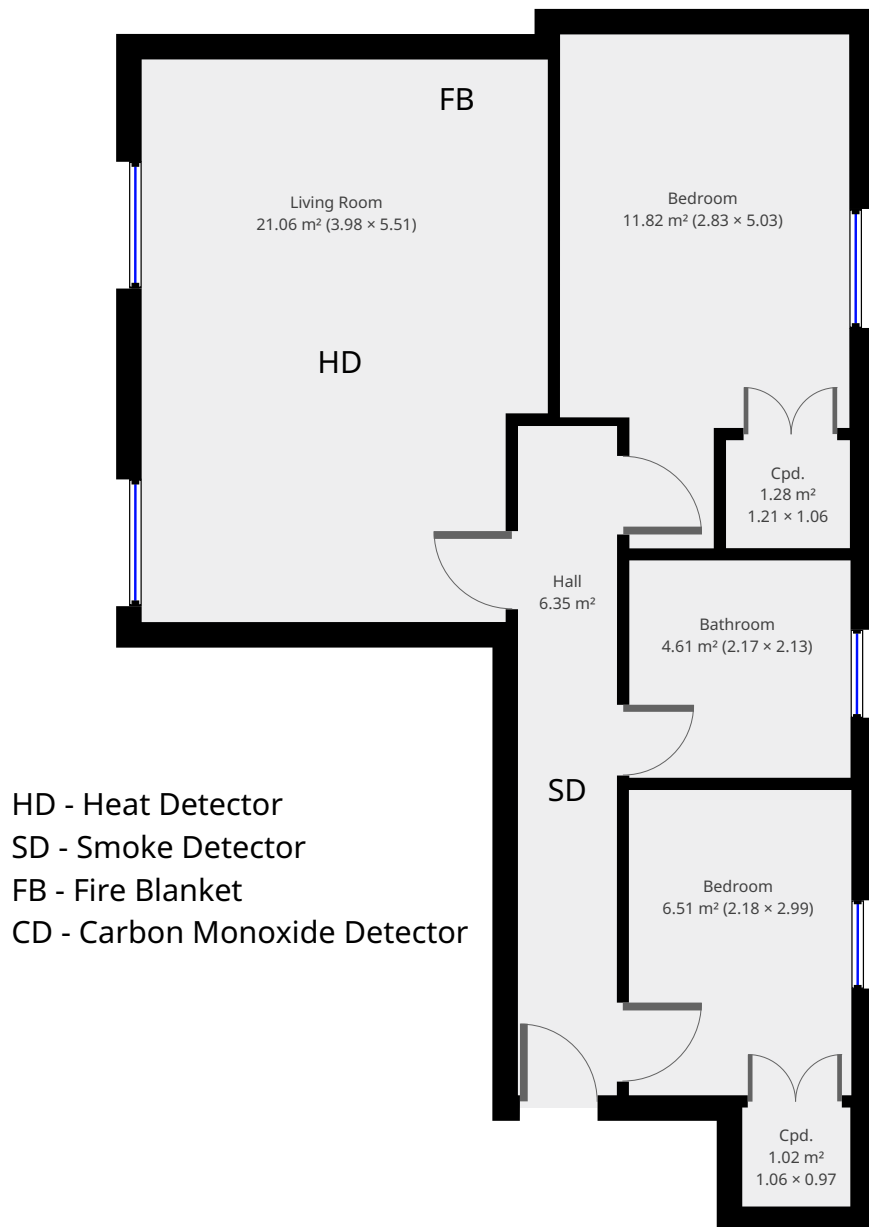 FB
Living Room
21.06 m² (3.98 × 5.51)
Bedroom
11.82 m² (2.83 × 5.03)
HD
Cpd.
1.28 m²
1.21 × 1.06
Hall
6.35 m²
Bathroom
4.61 m² (2.17 × 2.13)
SD
HD - Heat Detector
SD - Smoke Detector
FB - Fire Blanket
CD - Carbon Monoxide Detector
Bedroom
6.51 m² (2.18 × 2.99)
Cpd.
1.02 m²
1.06 × 0.97